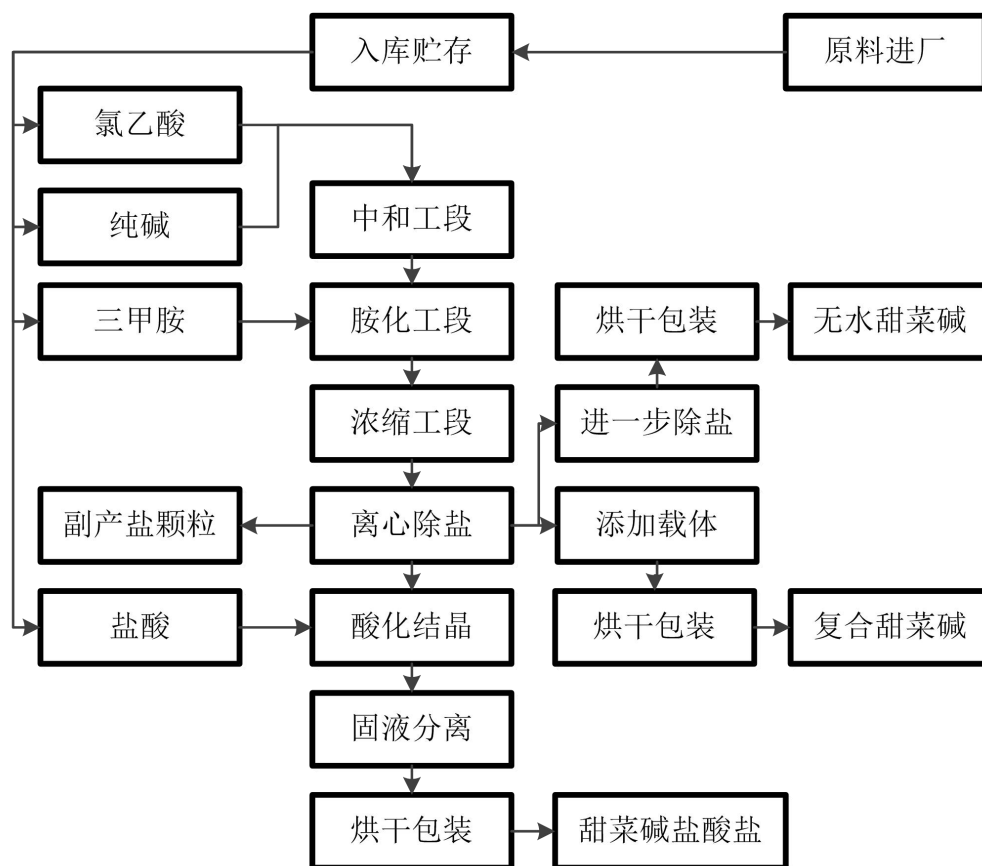 入库贮存
原料进厂
氯乙酸
纯碱
中和工段
三甲胺
胺化工段
烘干包装
无水甜菜碱
浓缩工段
进一步除盐
副产盐颗粒
离心除盐
添加载体
盐酸
酸化结晶
烘干包装
复合甜菜碱
固液分离
烘干包装
甜菜碱盐酸盐